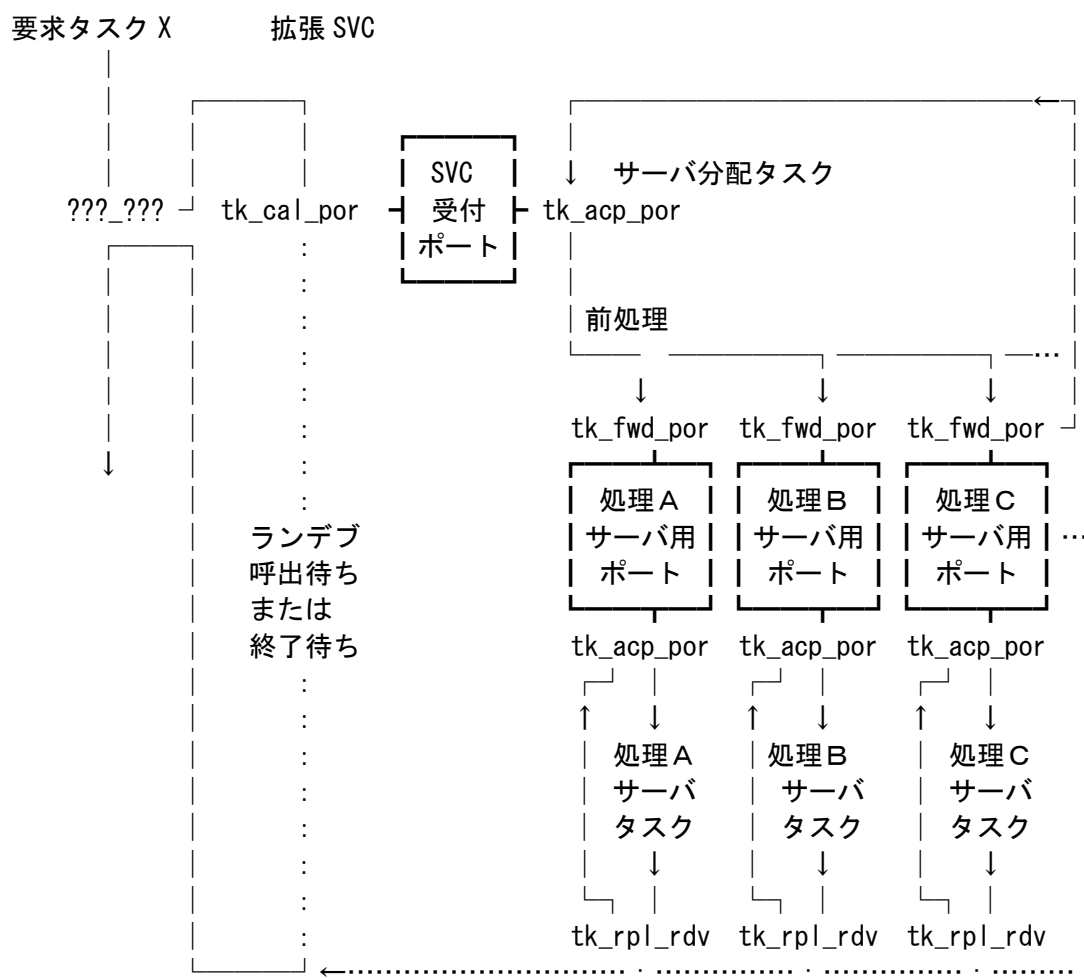 要求タスク X 拡張 SVC
SVC サーバ分配タスク
???_??? tk_cal_por 受付 tk_acp_por
ポート
前処理
…
tk_fwd_por tk_fwd_por tk_fwd_por
処理A 処理B 処理C
ランデブ サーバ用 サーバ用 サーバ用 …
呼出待ち ポート ポート ポート
または
終了待ち tk_acp_por tk_acp_por tk_acp_por
処理A 処理B 処理C
サーバ サーバ サーバ
タスク タスク タスク
tk_rpl_rdv tk_rpl_rdv tk_rpl_rdv